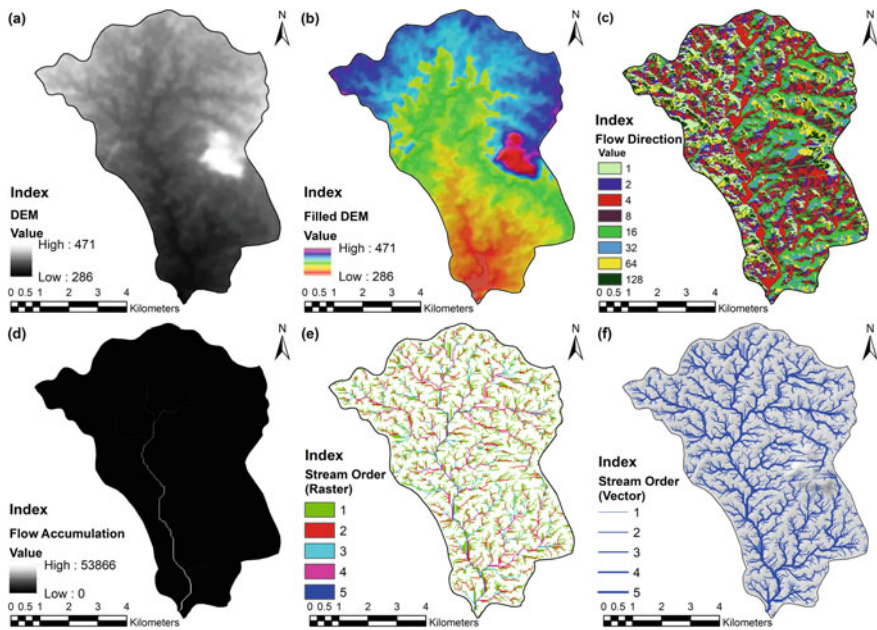 (a)
N
Index
DEM
Value
High : 471
Low : 286
0 0.5 1 2 3 4
Kilometers
(b)
N
Index
Filled DEM
Value
High : 471
Low : 286
0 0.5 1 2 3 4
Kilometers
(c)
N
Index
Flow Direction
Value
1
2
4
8
16
32
64
128
0 0.5 1 2 3 4
Kilometers
(d)
N
Index
Flow Accumulation
Value
High : 53866
Low : 0
0 0.5 1 2 3 4
Kilometers
(e)
N
Index
Stream Order
(Raster)
1
2
3
4
5
0 0.5 1 2 3 4
Kilometers
(f)
N
Index
Stream Order
(Vector)
1
2
3
4
5
0 0.5 1 2 3 4
Kilometers